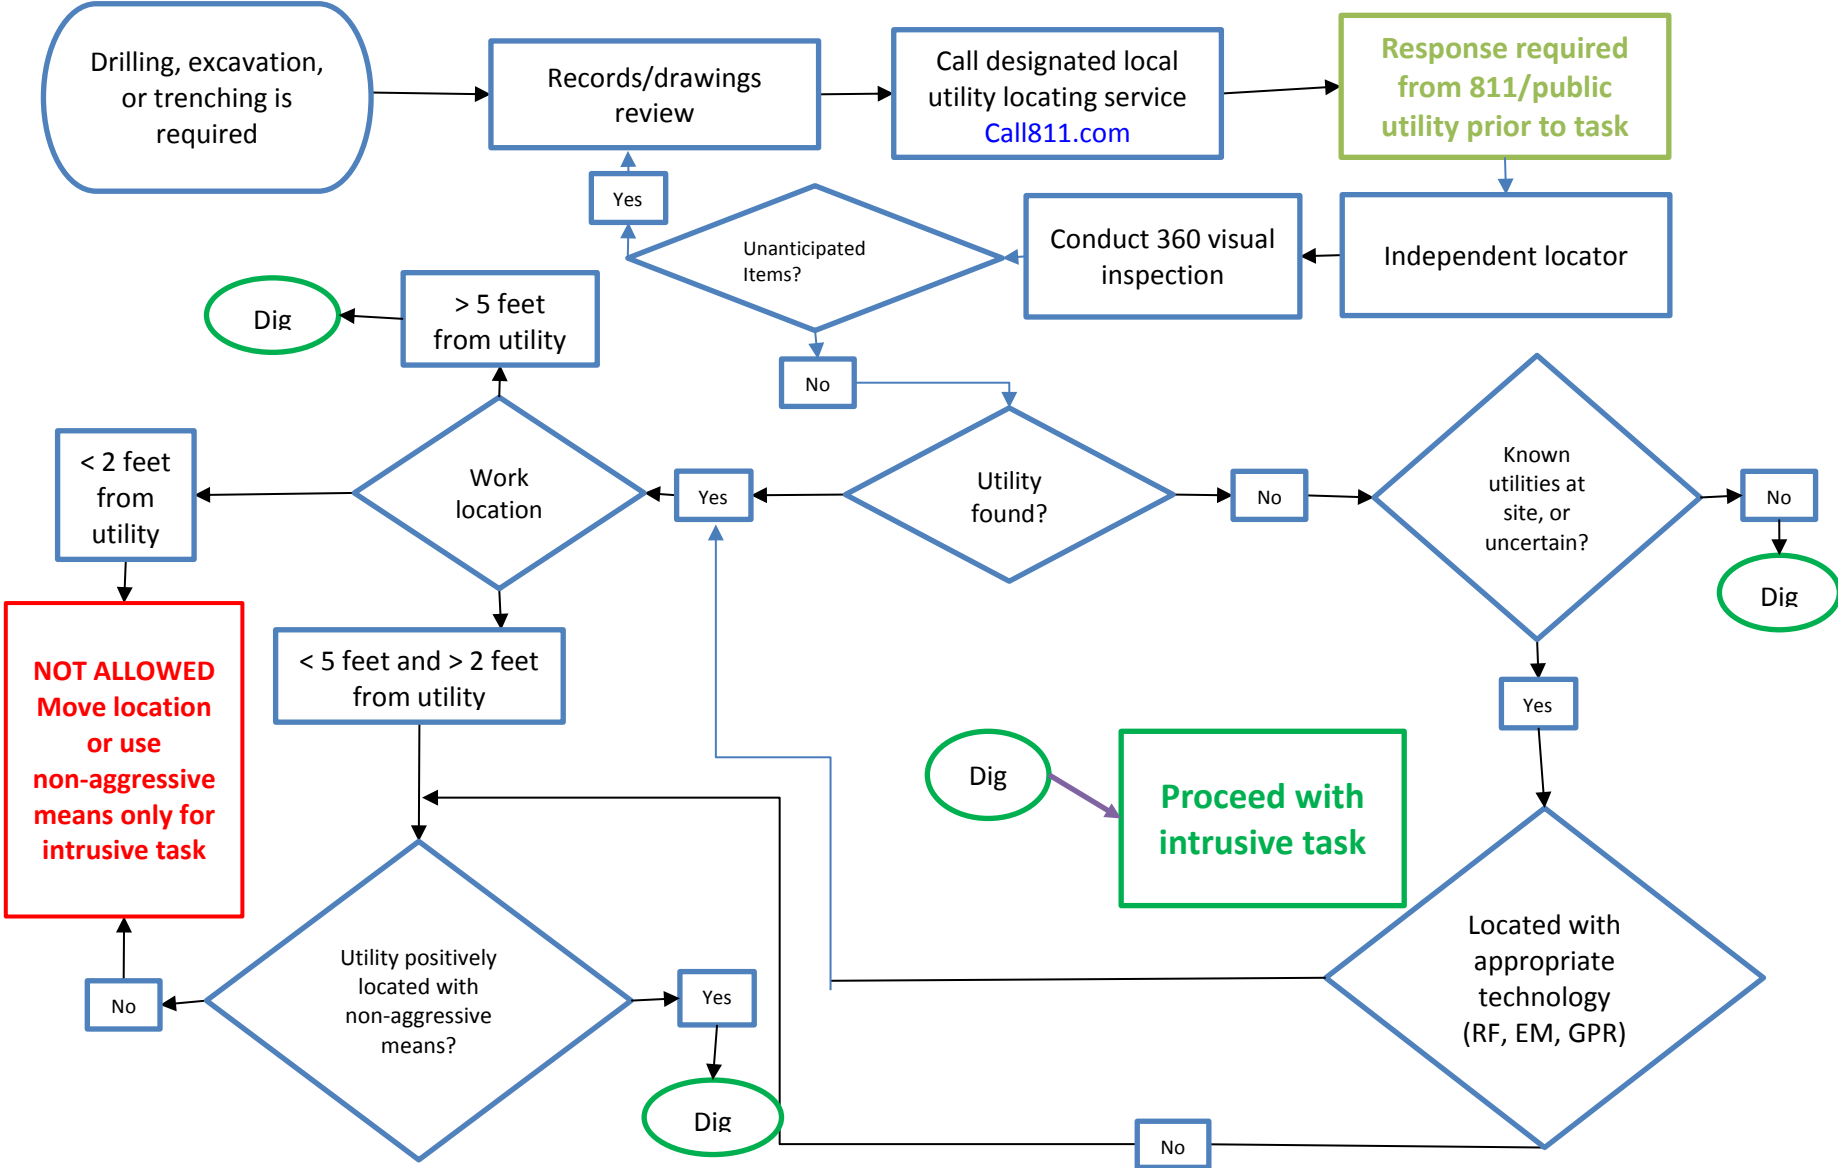 Drilling, excavation,
or trenching is
required
Records/drawings
review
Call designated local
utility locating service
Call811.com
Response required
from 811/public
utility prior to task
Independent locator
Conduct 360 visual
inspection
Unanticipated
Items?
Yes
No
Utility
found?
Yes
No
Known
utilities at
site, or
uncertain?
No
Dig
Yes
Located with
appropriate
technology
(RF, EM, GPR)
No
Work
location
> 5 feet
from utility
Dig
< 2 feet
from
utility
NOT ALLOWED
Move location
or use
non-aggressive
means only for
intrusive task
< 5 feet and > 2 feet
from utility
Utility positively
located with
non-aggressive
means?
No
Yes
Dig
Dig
Proceed with
intrusive task